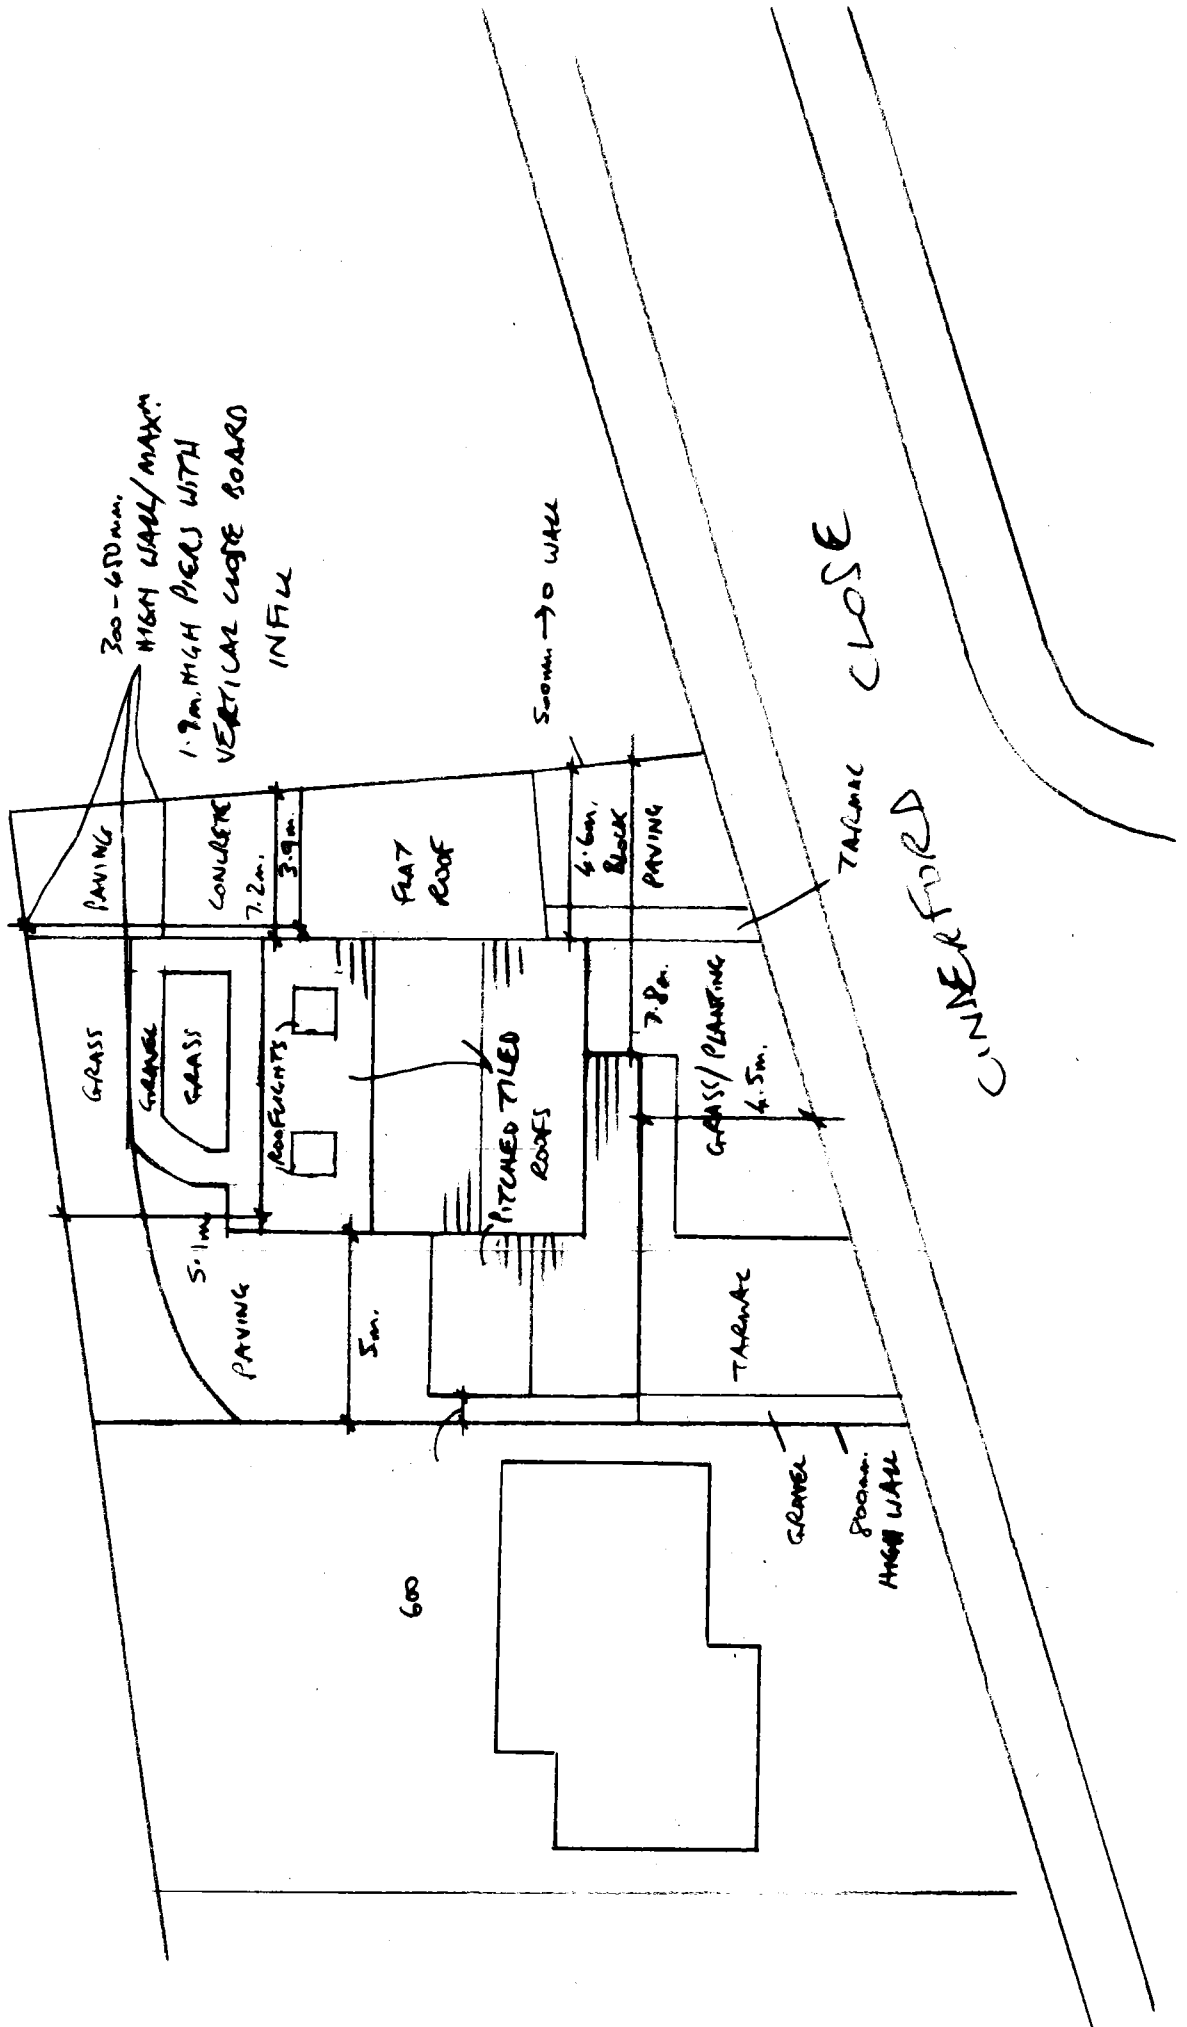 300-450mm.
HIGH WALL/MAXM.
1.9m. HIGH PIERS WITH
VERTICAL CLOSE BOARD
INFILL
PAVING
CONCRETE
7.2m.
3.9m.
FLAT
ROOF
500mm → 0 WALL
4.6m.
BLOCK
PAVING
TARMAC
GRASS
GRAVEL
GRASS
ROOFLIGHTS
PITCHED TILED
ROOFS
7.8m.
GRASS/PLANTING
4.5m.
5.1m
PAVING
5m.
TARMAC
600
GRAVEL
800mm.
HIGH WALL
CINDERFORD CLOSE